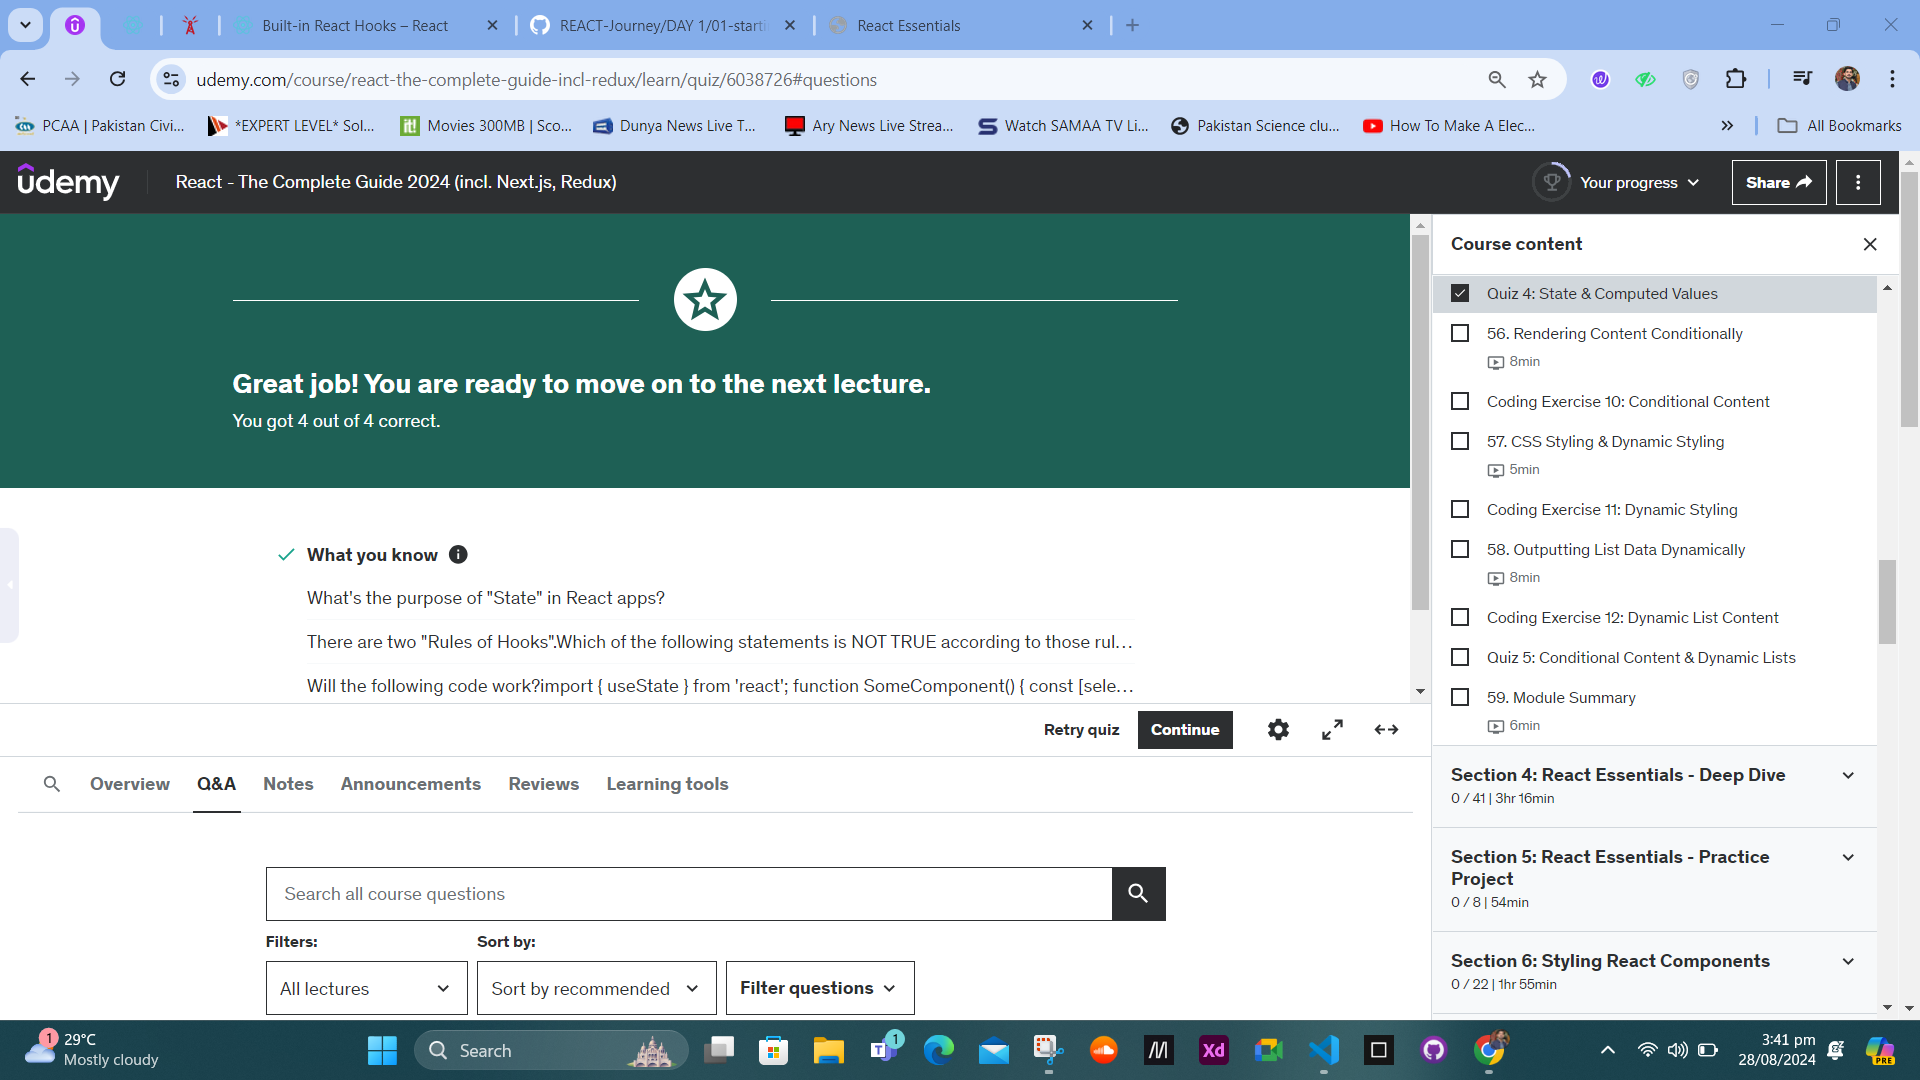 Built-in React Hooks – React
REACT-Journey/DAY 1/01-starti
React Essentials
udemy.com/course/react-the-complete-guide-incl-redux/learn/quiz/6038726#questions
PCAA | Pakistan Civi...
*EXPERT LEVEL* Sol...
Movies 300MB | Sco...
Dunya News Live T...
Ary News Live Strea...
Watch SAMAA TV Li...
Pakistan Science clu...
How To Make A Elec...
All Bookmarks
udemy
React - The Complete Guide 2024 (incl. Next.js, Redux)
Your progress
Share
Great job! You are ready to move on to the next lecture.
You got 4 out of 4 correct.
What you know
What's the purpose of "State" in React apps?
There are two "Rules of Hooks".Which of the following statements is NOT TRUE according to those rul...
Will the following code work?import { useState } from 'react'; function SomeComponent() { const [sele...
Retry quiz
Continue
Overview
Q&A
Notes
Announcements
Reviews
Learning tools
Search all course questions
Filters:
Sort by:
All lectures
Sort by recommended
Filter questions
Course content
Quiz 4: State & Computed Values
56. Rendering Content Conditionally
8min
Coding Exercise 10: Conditional Content
57. CSS Styling & Dynamic Styling
5min
Coding Exercise 11: Dynamic Styling
58. Outputting List Data Dynamically
8min
Coding Exercise 12: Dynamic List Content
Quiz 5: Conditional Content & Dynamic Lists
59. Module Summary
6min
Section 4: React Essentials - Deep Dive
0 / 41 | 3hr 16min
Section 5: React Essentials - Practice
Project
0 / 8 | 54min
Section 6: Styling React Components
0 / 22 | 1hr 55min
1
29°C
Mostly cloudy
Search
1
Xd
3:41 pm
28/08/2024
PRE